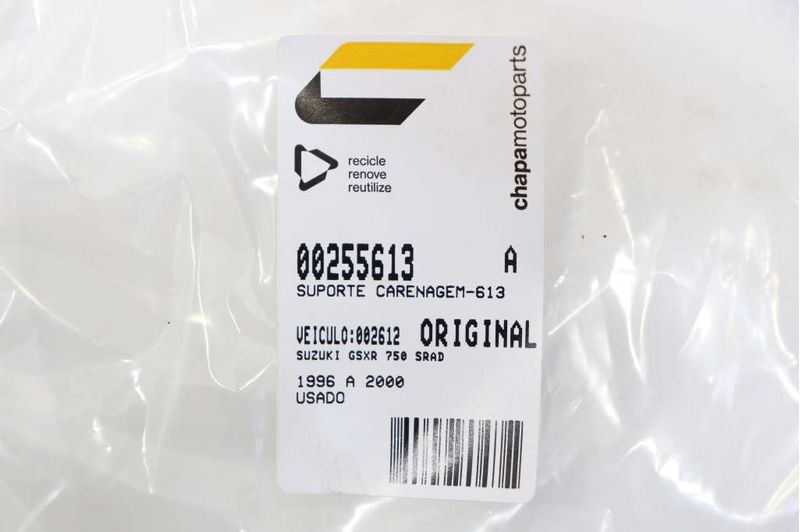 chapamotoparts
recicle
renove
reutilize
00255613 A
SUPORTE CARENAGEM-613
VEICULO:002612 ORIGINAL
SUZUKI GSXR 750 SRAD
1996 A 2000
USADO